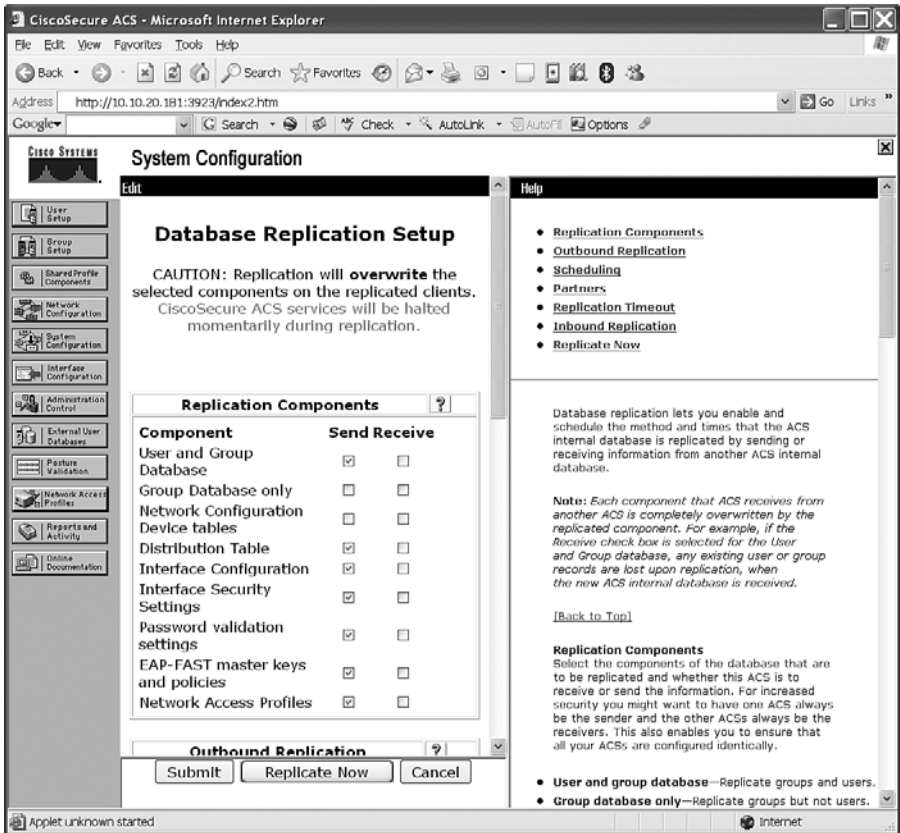 CiscoSecure ACS - Microsoft Internet Explorer
File Edit View Favorites Tools Help
Back Search Favorites
Address http://10.10.20.181:3923/index2.htm Go Links »
Google Search Check AutoLink AutoFill Options
CISCO SYSTEMS
System Configuration
User
Setup
Group
Setup
Shared Profile
Components
Network
Configuration
System
Configuration
Interface
Configuration
Administration
Control
External User
Databases
Posture
Validation
Network Access
Profiles
Reports and
Activity
Online
Documentation
Edit
Database Replication Setup
CAUTION: Replication will overwrite the
selected components on the replicated clients.
CiscoSecure ACS services will be
halted
momentarily during replication.
Replication Components ?
Component Send Receive
User and Group
Database
Group Database only
Network Configuration
Device tables
Distribution Table
Interface Configuration
Interface Security
Settings
Password validation
settings
EAP-FAST master keys
and policies
Network Access Profiles
Outbound Replication ?
Submit Replicate Now Cancel
Help
Replication Components
Outbound Replication
Scheduling
Partners
Replication Timeout
Inbound Replication
Replicate Now
Database replication lets you enable and
schedule the method and times that the ACS
internal database is replicated by sending or
receiving information from another ACS internal
database.
Note: Each component that ACS receives from
another ACS is completely overwritten by the
replicated component. For example, if the
Receive check box is selected for the User
and Group database, any existing user or group
records are lost upon replication, when
the new ACS internal database is received.
[Back to Top]
Replication Components
Select the components of the database that are
to be replicated and whether this ACS is to
receive or send the information. For increased
security you might want to have one ACS always
be the sender and the other ACSs always be the
receivers. This also enables you to ensure that
all your ACSs are configured identically.
• User and group database—Replicate groups and users.
• Group database only—Replicate groups but not users.
Applet unknown started
Internet